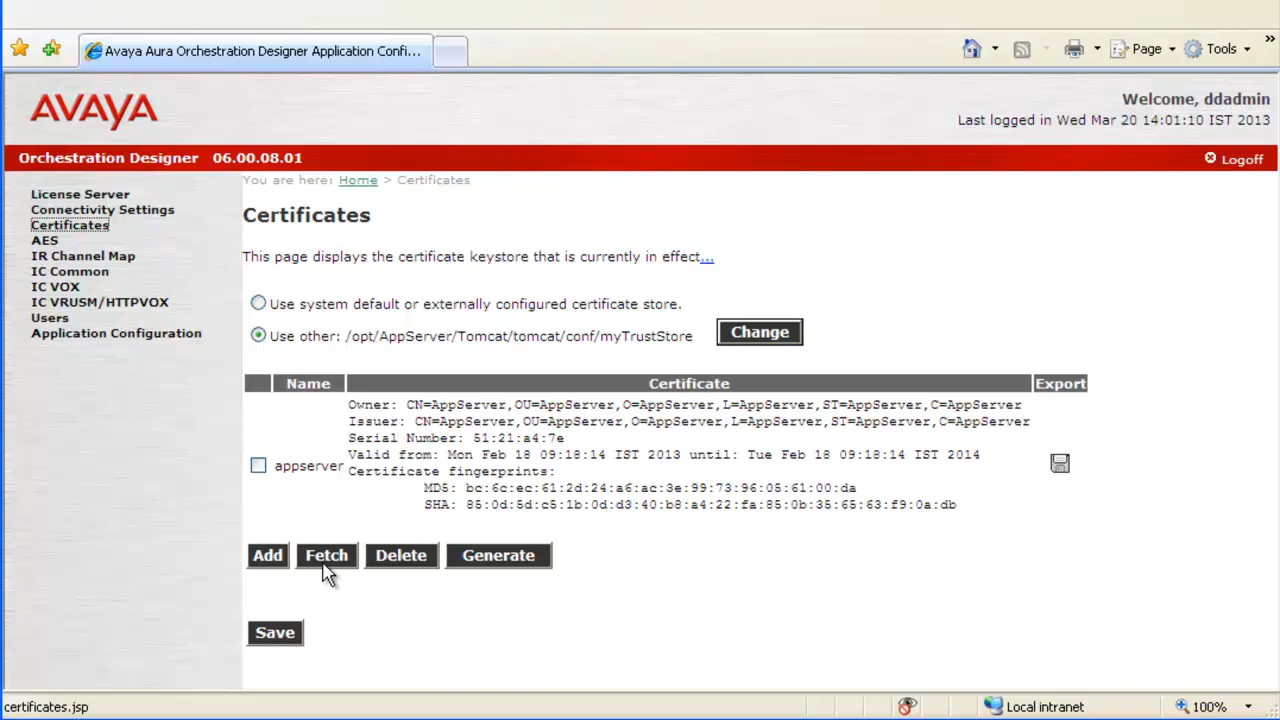 Avaya Aura Orchestration Designer Application Confi...
Page
Tools
»
AVAYA
Welcome, ddadmin
Last logged in Wed Mar 20 14:01:10 IST 2013
Orchestration Designer 06.00.08.01
Logoff
License Server
Connectivity Settings
Certificates
AES
IR Channel Map
IC Common
IC VOX
IC VRUSM/HTTPVOX
Users
Application Configuration
You are here: Home > Certificates
Certificates
This page displays the certificate keystore that is currently in effect...
Use system default or externally configured certificate store.
Use other: /opt/AppServer/Tomcat/tomcat/conf/myTrustStore
Change
Name Certificate Export
appserver
Owner: CN=AppServer,OU=AppServer,O=AppServer,L=AppServer,ST=AppServer,C=AppServer
Issuer: CN=AppServer,OU=AppServer,O=AppServer,L=AppServer,ST=AppServer,C=AppServer
Serial Number: 51:21:a4:7e
Valid from: Mon Feb 18 09:18:14 IST 2013 until: Tue Feb 18 09:18:14 IST 2014
Certificate fingerprints:
MD5: bc:6c:ec:61:2d:24:a6:ac:3e:99:73:96:05:61:00:da
SHA: 85:0d:5d:c5:1b:0d:d3:40:b8:a4:22:fa:85:0b:35:65:63:f9:0a:db
Add Fetch Delete Generate
Save
certificates.jsp
Local intranet
100%